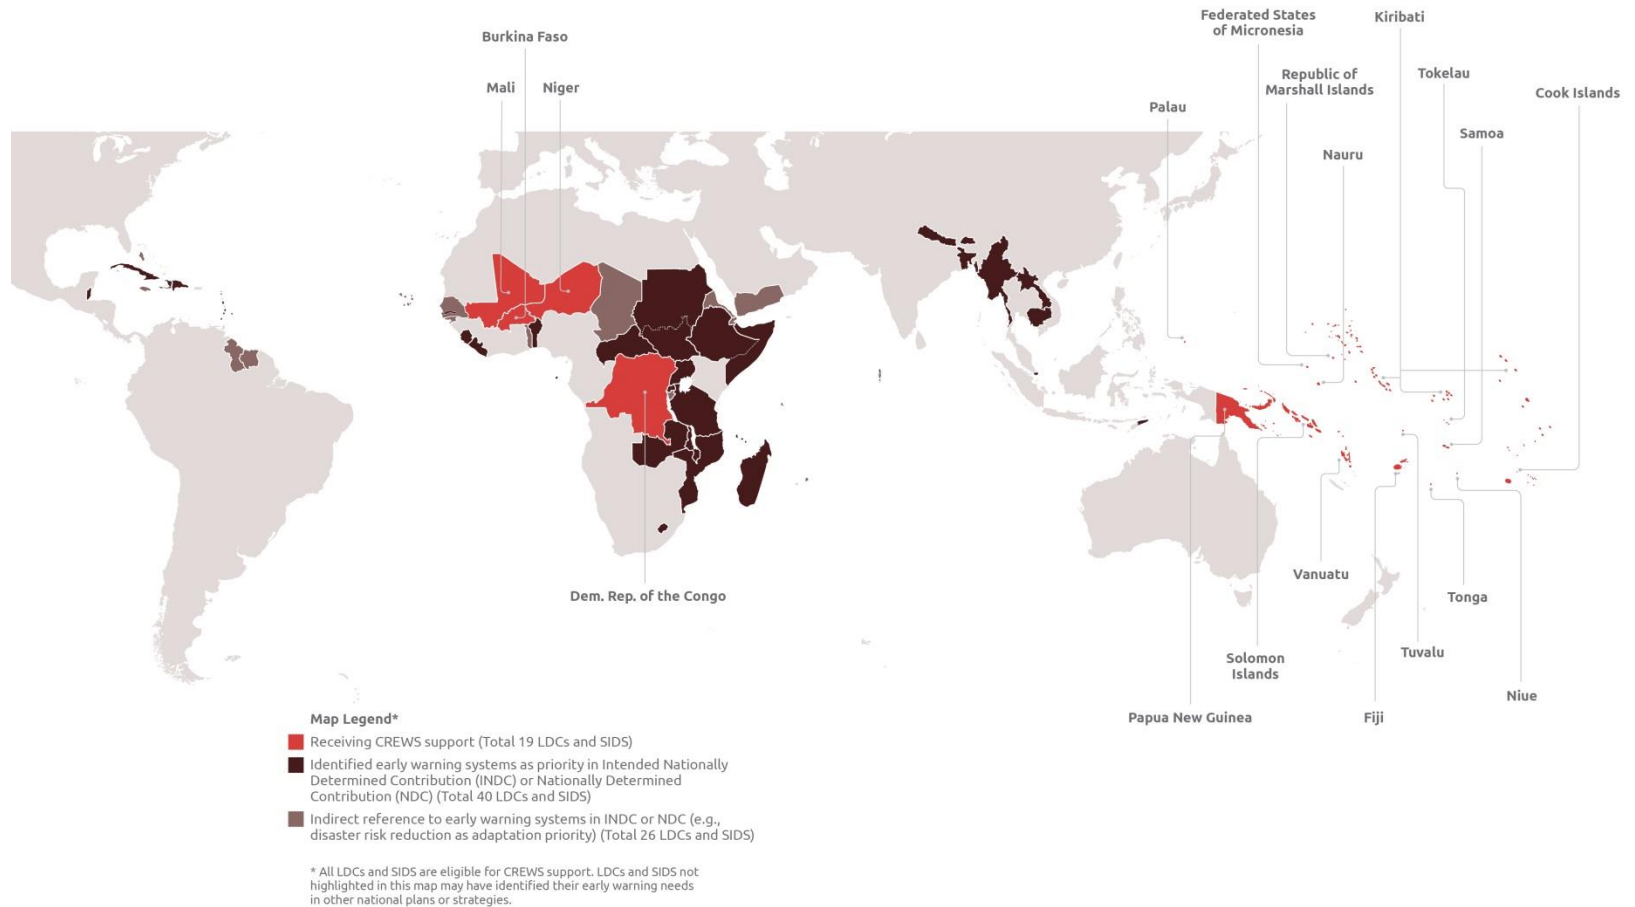 Burkina Faso
Mali
Niger
Dem. Rep. of the Congo
Palau
Federated States
of Micronesia
Republic of
Marshall Islands
Nauru
Kiribati
Tokelau
Samoa
Cook Islands
Papua New Guinea
Solomon
Islands
Vanuatu
Fiji
Tuvalu
Tonga
Niue
Map Legend*
Receiving CREWS support (Total 19 LDCs and SIDS)
Identified early warning systems as priority in Intended Nationally
Determined Contribution (INDC) or Nationally Determined
Contribution (NDC) (Total 40 LDCs and SIDS)
Indirect reference to early warning systems in INDC or NDC (e.g.,
disaster risk reduction as adaptation priority) (Total 26 LDCs and SIDS)
* All LDCs and SIDS are eligible for CREWS support. LDCs and SIDS not
highlighted in this map may have identified their early warning needs
in other national plans or strategies.